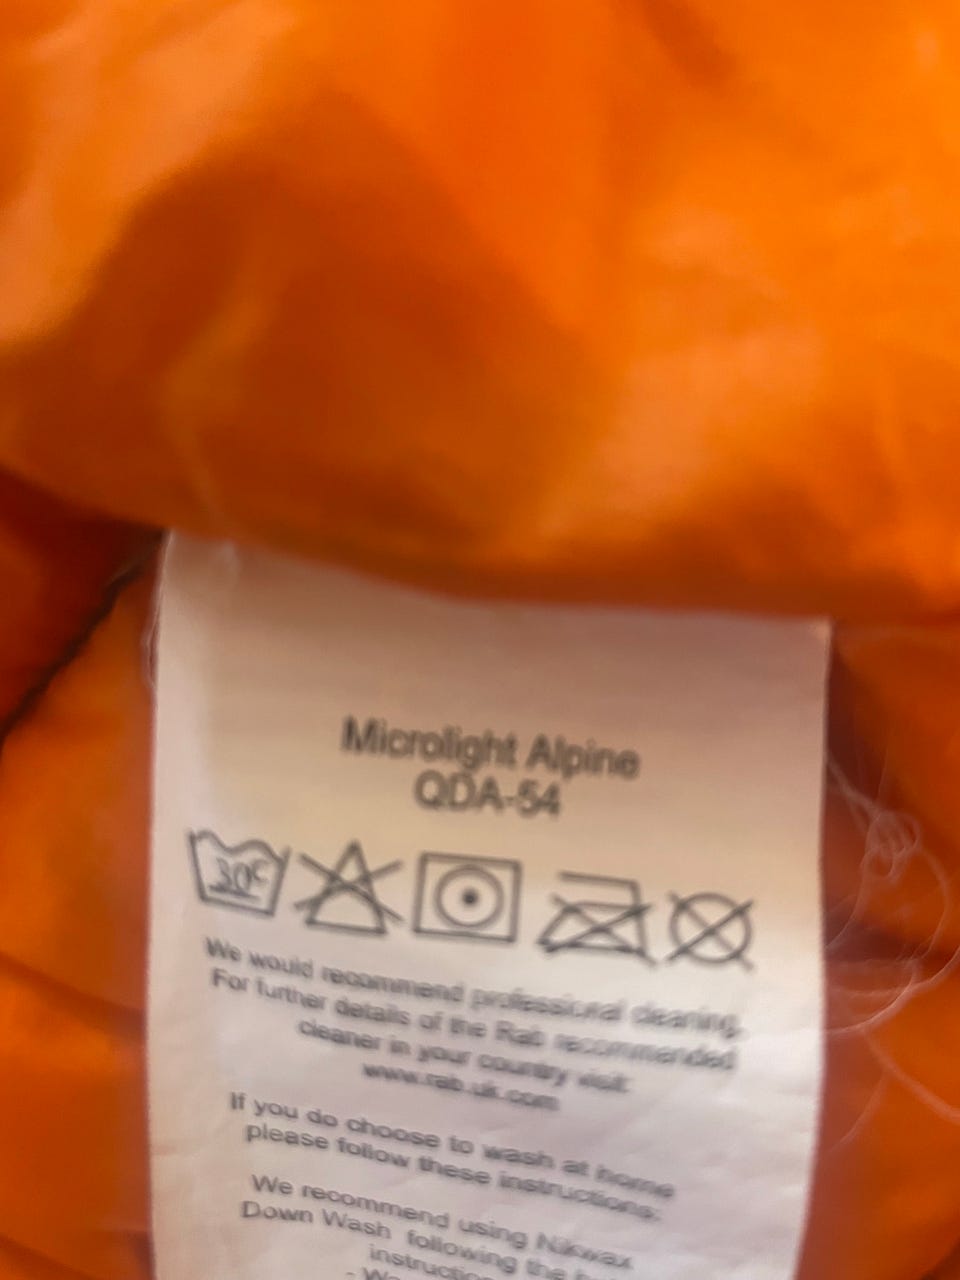 Microlight Alpine
QDA-54
30°C
We would recommend professional cleaning.
For further details of the Rab recommended
cleaner in your country visit:
www.rab.uk.com
If you do choose to wash at home
please follow these instructions:
We recommend using Nikwax
Down Wash following the
instruction
- We